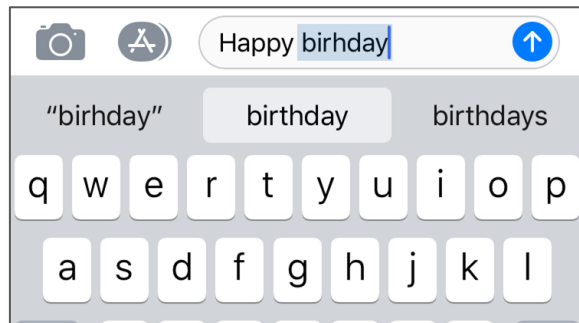 Happy birhday
“birhday” birthday birthdays
q w e r t y u i o p
a s d f g h j k l